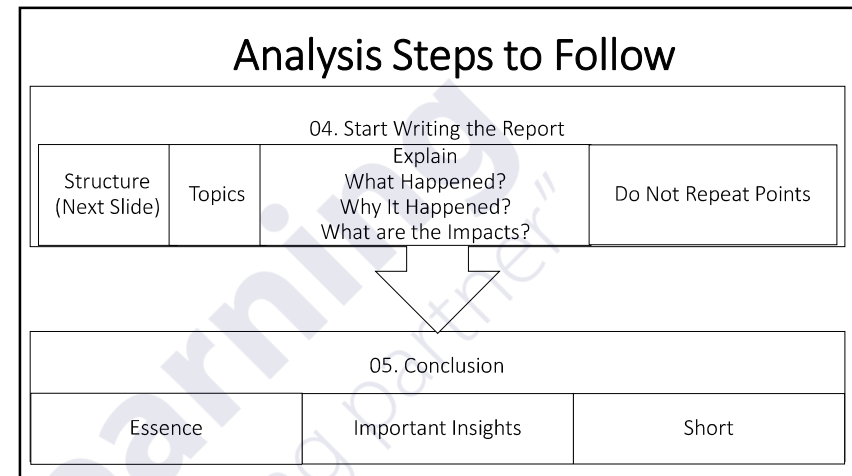 Analysis Steps to Follow
04. Start Writing the Report
Structure
(Next Slide)
Topics
Explain
What Happened?
Why It Happened?
What are the Impacts?
Do Not Repeat Points
05. Conclusion
Essence
Important Insights
Short
partner"